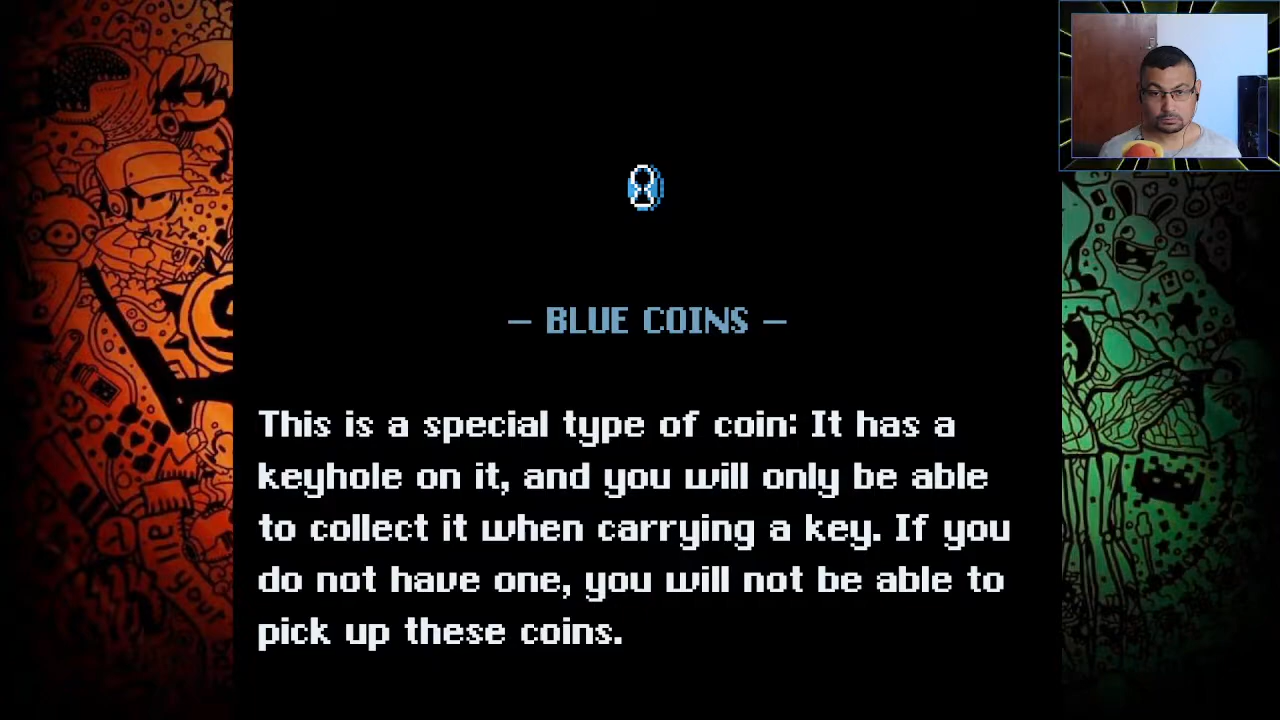 — BLUE COINS —
This is a special type of coin: It has a
keyhole on it, and you will only be able
to collect it when carrying a key. If you
do not have one, you will not be able to
pick up these coins.